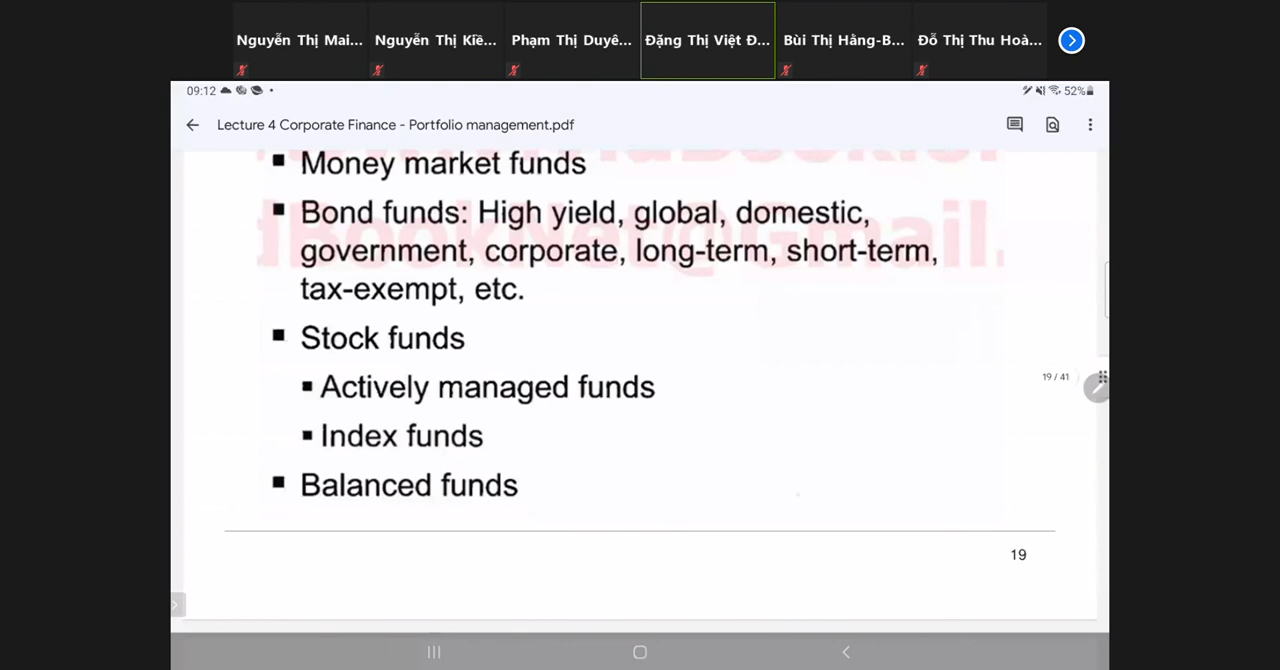 Nguyễn Thị Mai...
Nguyễn Thị Kiề...
Phạm Thị Duyê...
Đặng Thị Việt Đ...
Bùi Thị Hằng-B...
Đỗ Thị Thu Hoà...
09:12
52%
Lecture 4 Corporate Finance - Portfolio management.pdf
Money market funds
Bond funds: High yield, global, domestic,
government, corporate, long-term, short-term,
tax-exempt, etc.
Stock funds
Actively managed funds
19 / 41
Index funds
Balanced funds
19